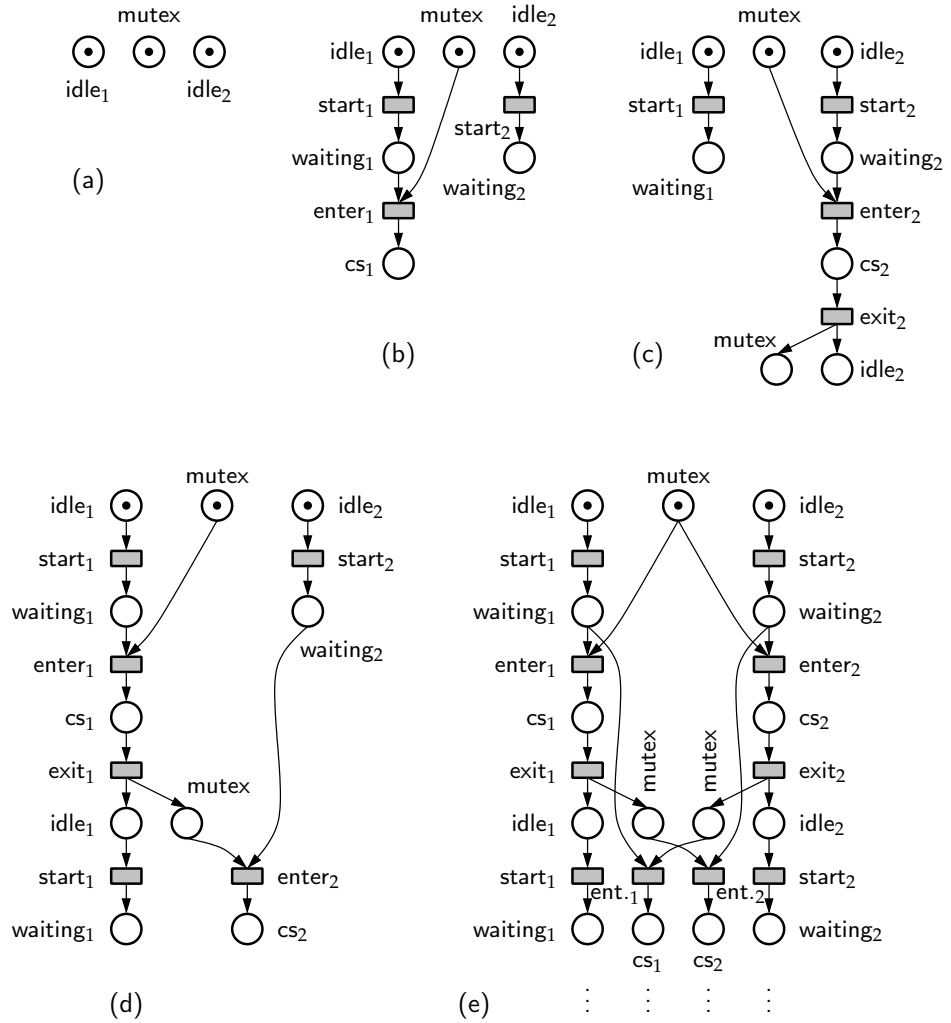 mutex
idle₁ idle₂
(a)
mutex idle₂
idle₁
start₁
start₂
waiting₁
waiting₂
enter₁
cs₁
(b)
mutex
idle₁ idle₂
start₁ start₂
waiting₂
waiting₁
enter₂
cs₂
exit₂
mutex
idle₂
(c)
mutex
idle₁ idle₂
start₁ start₂
waiting₁
waiting₂
enter₁
cs₁
exit₁
mutex
idle₁
start₁ enter₂
waiting₁ cs₂
(d)
mutex
idle₁ idle₂
start₁ start₂
waiting₁ waiting₂
enter₁ enter₂
cs₁ cs₂
mutex mutex
exit₁ exit₂
idle₁ idle₂
start₁ start₂
ent.₁ ent.₂
waiting₁ waiting₂
cs₁ cs₂
(e)